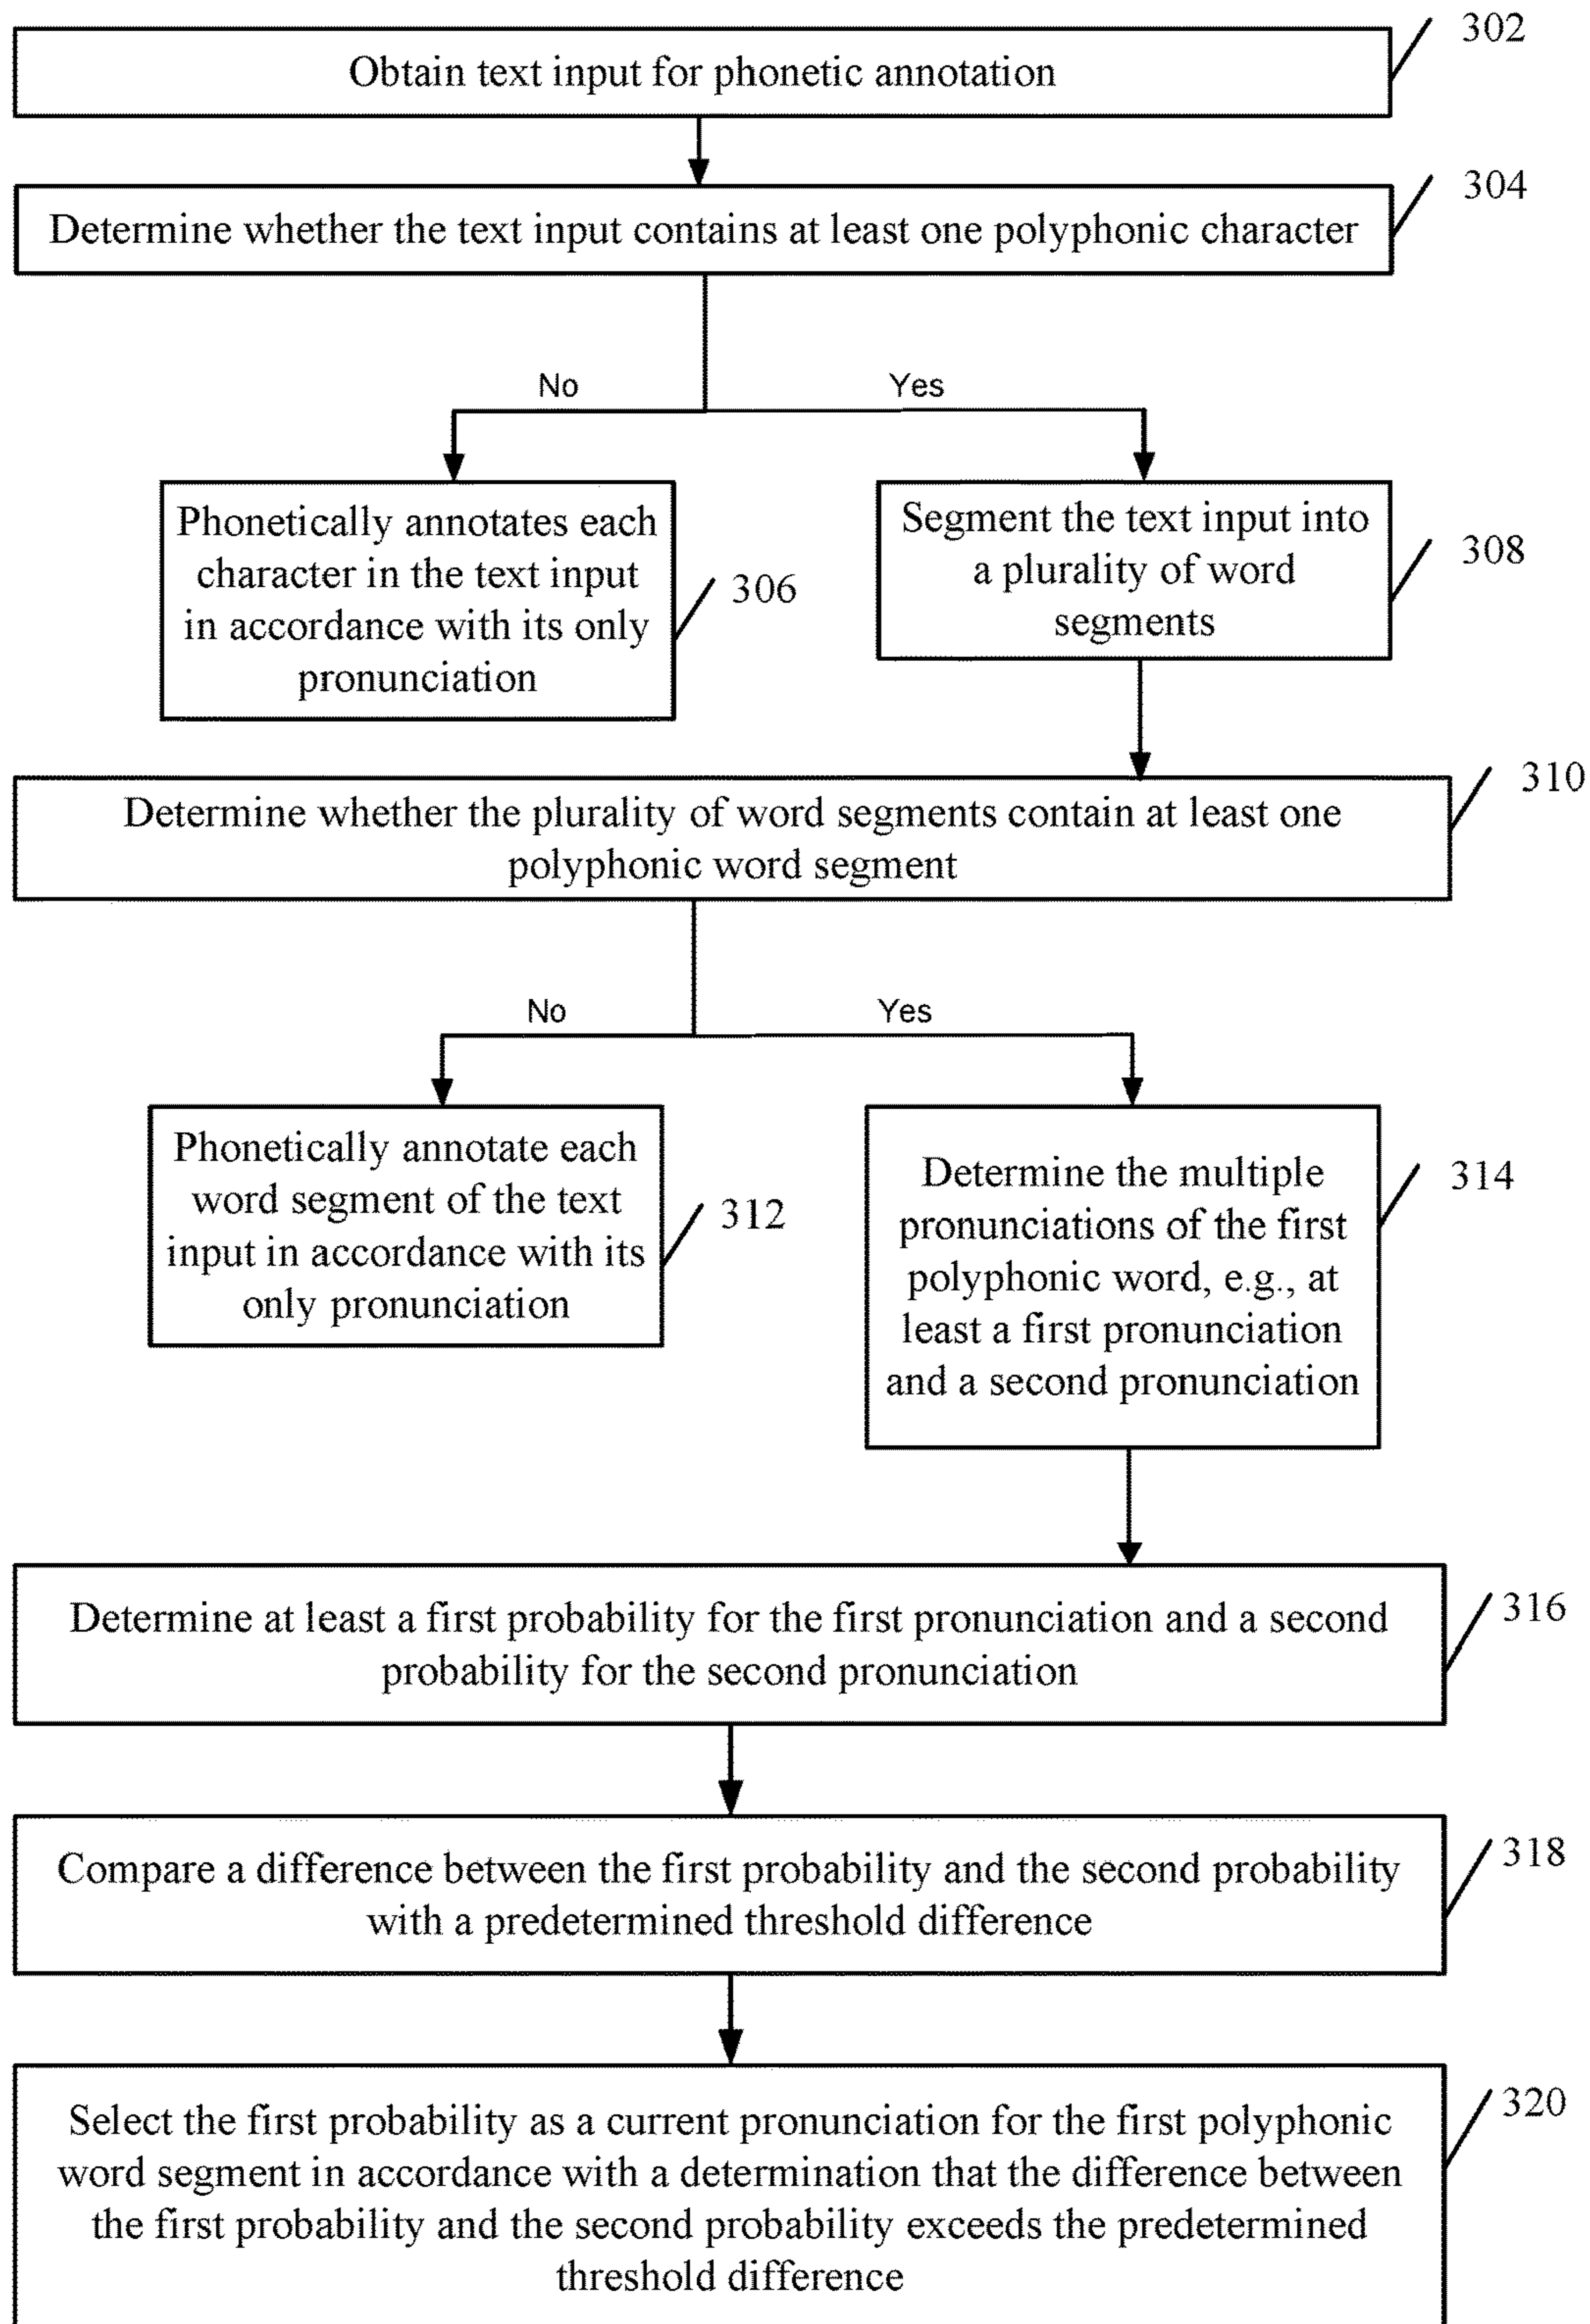 302
Obtain text input for phonetic annotation
304
Determine whether the text input contains at least one polyphonic character
No
Yes
Phonetically annotates each
character in the text input
in accordance with its only
pronunciation
306
Segment the text input into
a plurality of word
segments
308
310
Determine whether the plurality of word segments contain at least one
polyphonic word segment
No
Yes
Phonetically annotate each
word segment of the text
input in accordance with its
only pronunciation
312
Determine the multiple
pronunciations of the first
polyphonic word, e.g., at
least a first pronunciation
and a second pronunciation
314
Determine at least a first probability for the first pronunciation and a second
probability for the second pronunciation
316
Compare a difference between the first probability and the second probability
with a predetermined threshold difference
318
Select the first probability as a current pronunciation for the first polyphonic
word segment in accordance with a determination that the difference between
the first probability and the second probability exceeds the predetermined
threshold difference
320